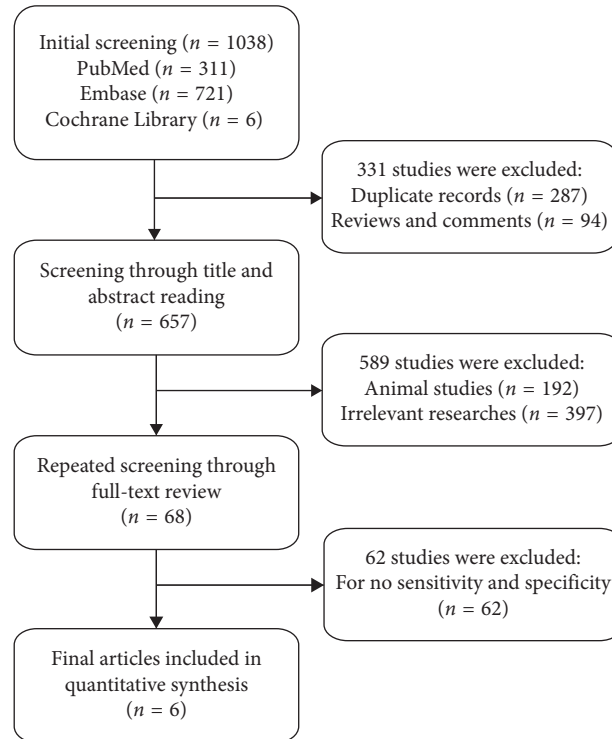 Initial screening (n = 1038)
PubMed (n = 311)
Embase (n = 721)
Cochrane Library (n = 6)
331 studies were excluded:
Duplicate records (n = 287)
Reviews and comments (n = 94)
Screening through title and
abstract reading
(n = 657)
589 studies were excluded:
Animal studies (n = 192)
Irrelevant researches (n = 397)
Repeated screening through
full-text review
(n = 68)
62 studies were excluded:
For no sensitivity and specificity
(n = 62)
Final articles included in
quantitative synthesis
(n = 6)